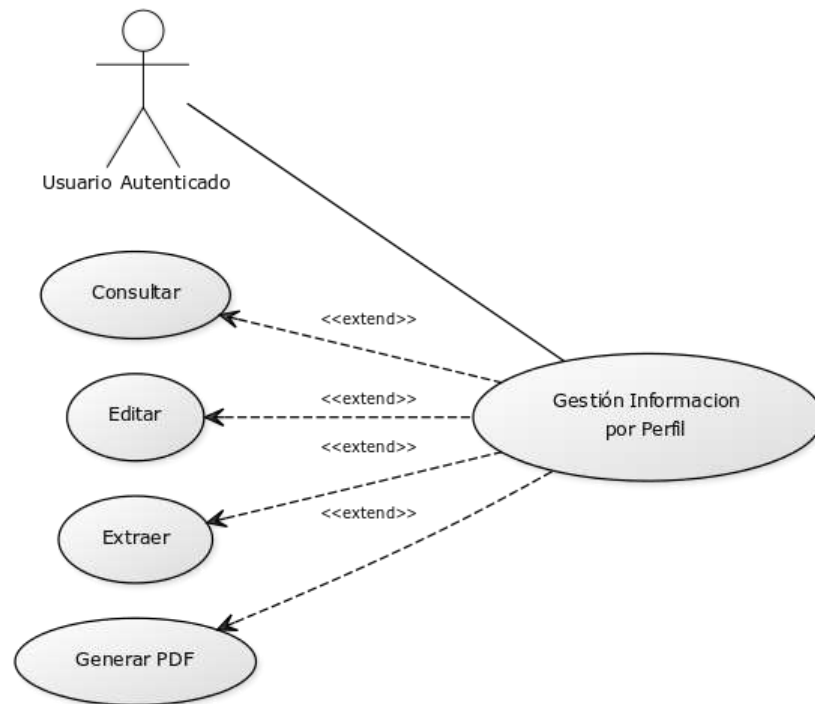 Usuario Autenticado
Consultar
<<extend>>
Editar
<<extend>>
Gestión Informacion
por Perfil
<<extend>>
Extraer
<<extend>>
Generar PDF